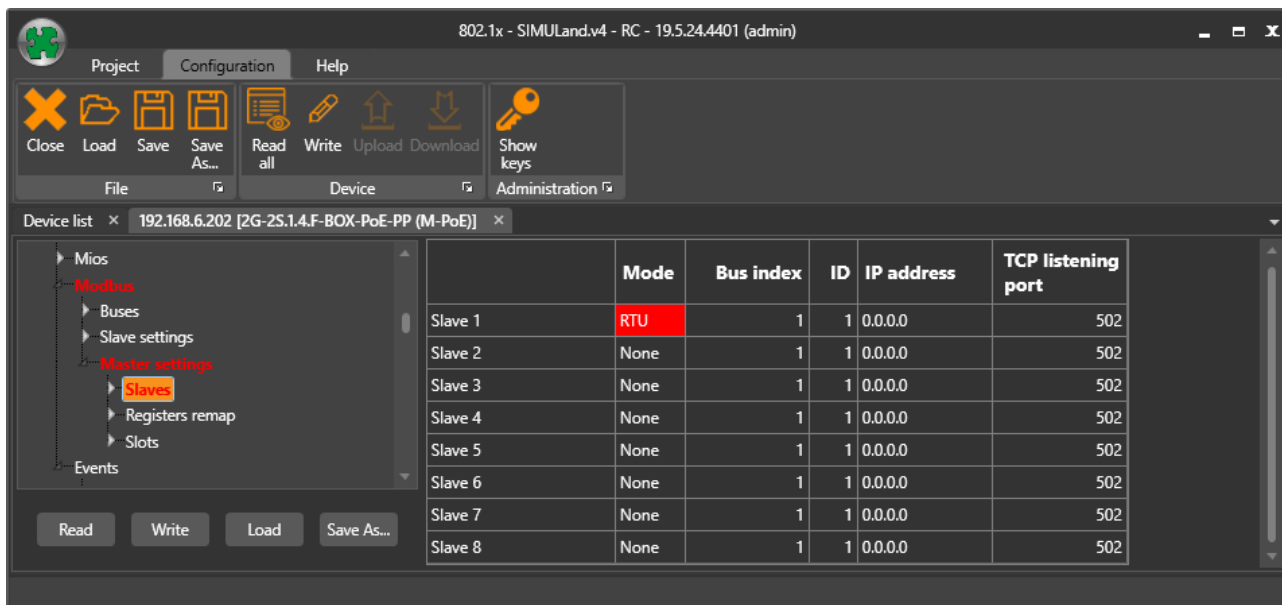 802.1x - SIMULand.v4 - RC - 19.5.24.4401 (admin)
Project Configuration Help
Close Load Save Save As... Read all Write Upload Download Show keys
File Device Administration
Device list × 192.168.6.202 [2G-2S.1.4.F-BOX-PoE-PP (M-PoE)] ×
Mios
Modbus
Buses
Slave settings
Master settings
Slaves
Registers remap
Slots
Events
Read Write Load Save As...
Mode Bus index ID IP address TCP listening port
Slave 1 RTU 1 1 0.0.0.0 502
Slave 2 None 1 1 0.0.0.0 502
Slave 3 None 1 1 0.0.0.0 502
Slave 4 None 1 1 0.0.0.0 502
Slave 5 None 1 1 0.0.0.0 502
Slave 6 None 1 1 0.0.0.0 502
Slave 7 None 1 1 0.0.0.0 502
Slave 8 None 1 1 0.0.0.0 502